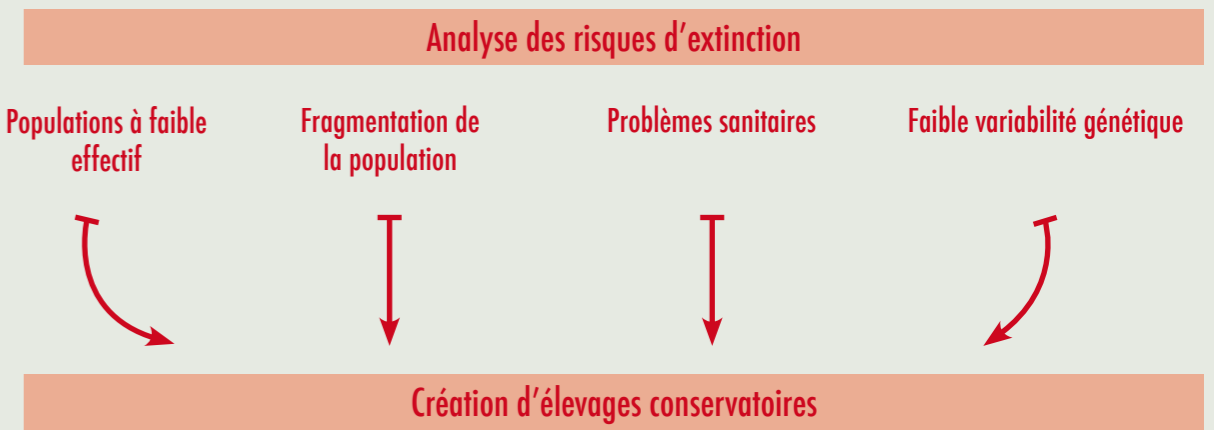 Analyse des risques d’extinction
Populations à faible
effectif
Fragmentation de
la population
Problèmes sanitaires
Faible variabilité génétique
Création d’élevages conservatoires